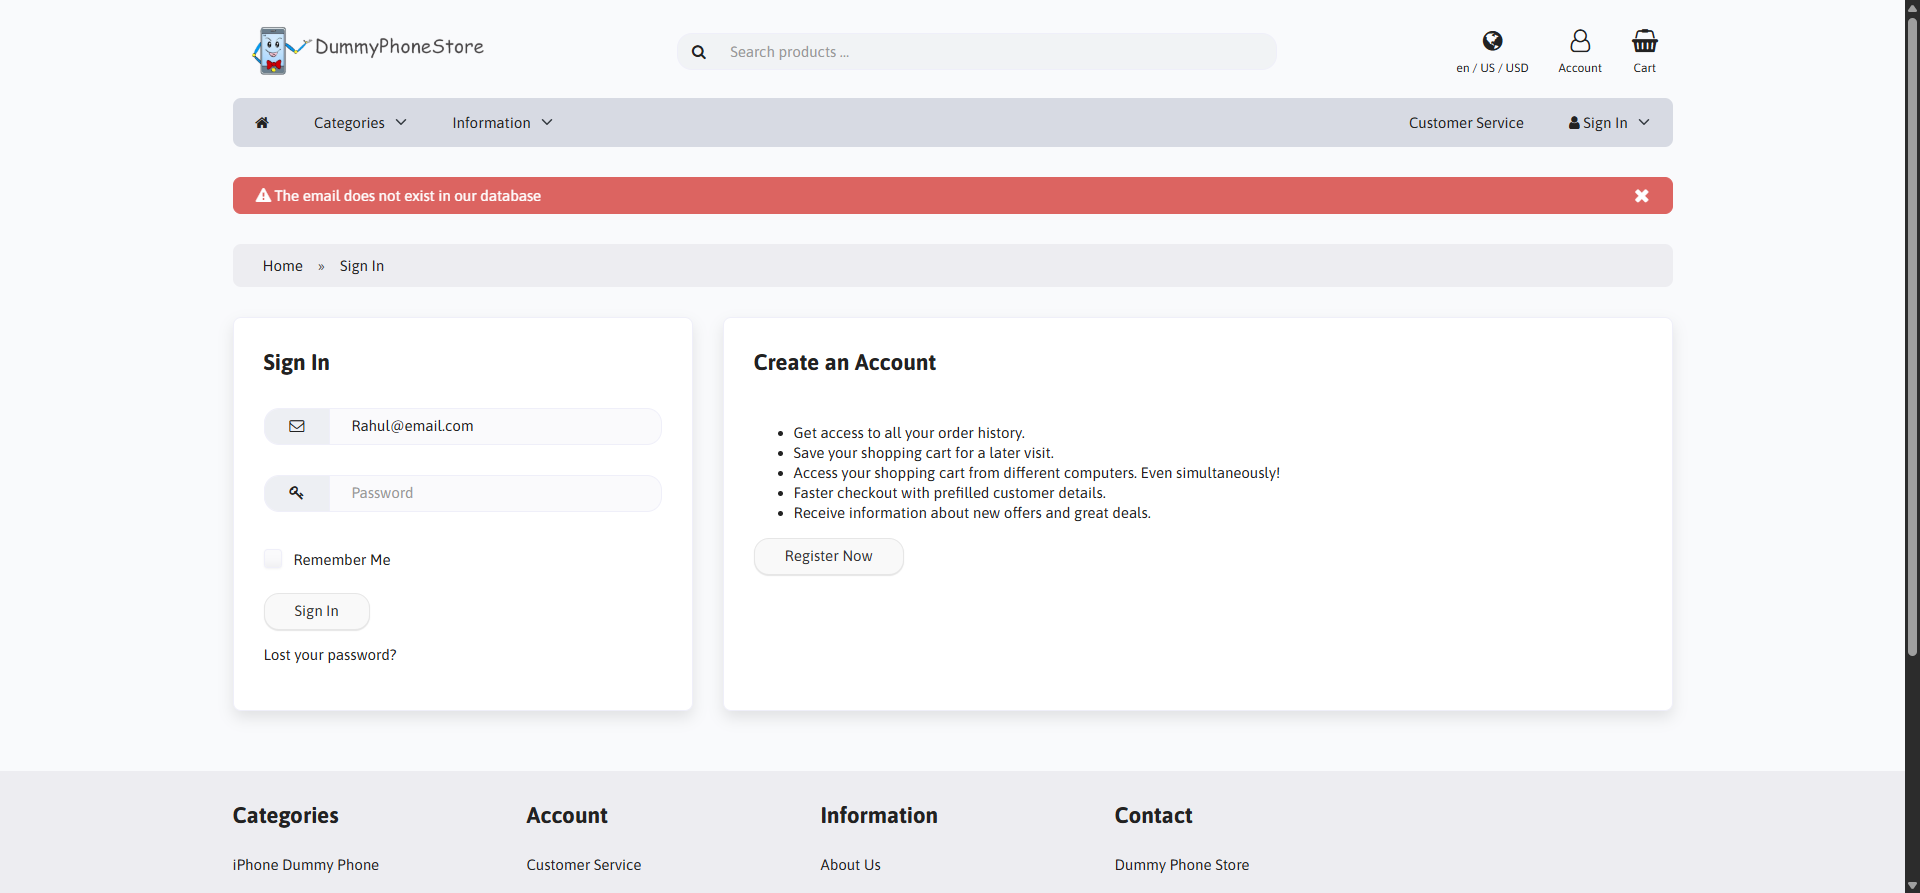 DummyPhoneStore
Search products ...
en / US / USD
Account
Cart
Categories
Information
Customer Service
Sign In
The email does not exist in our database
Home » Sign In
Sign In
Rahul@email.com
Password
Remember Me
Sign In
Lost your password?
Create an Account
• Get access to all your order history.
• Save your shopping cart for a later visit.
• Access your shopping cart from different computers. Even simultaneously!
• Faster checkout with prefilled customer details.
• Receive information about new offers and great deals.
Register Now
Categories
iPhone Dummy Phone
Account
Customer Service
Information
About Us
Contact
Dummy Phone Store